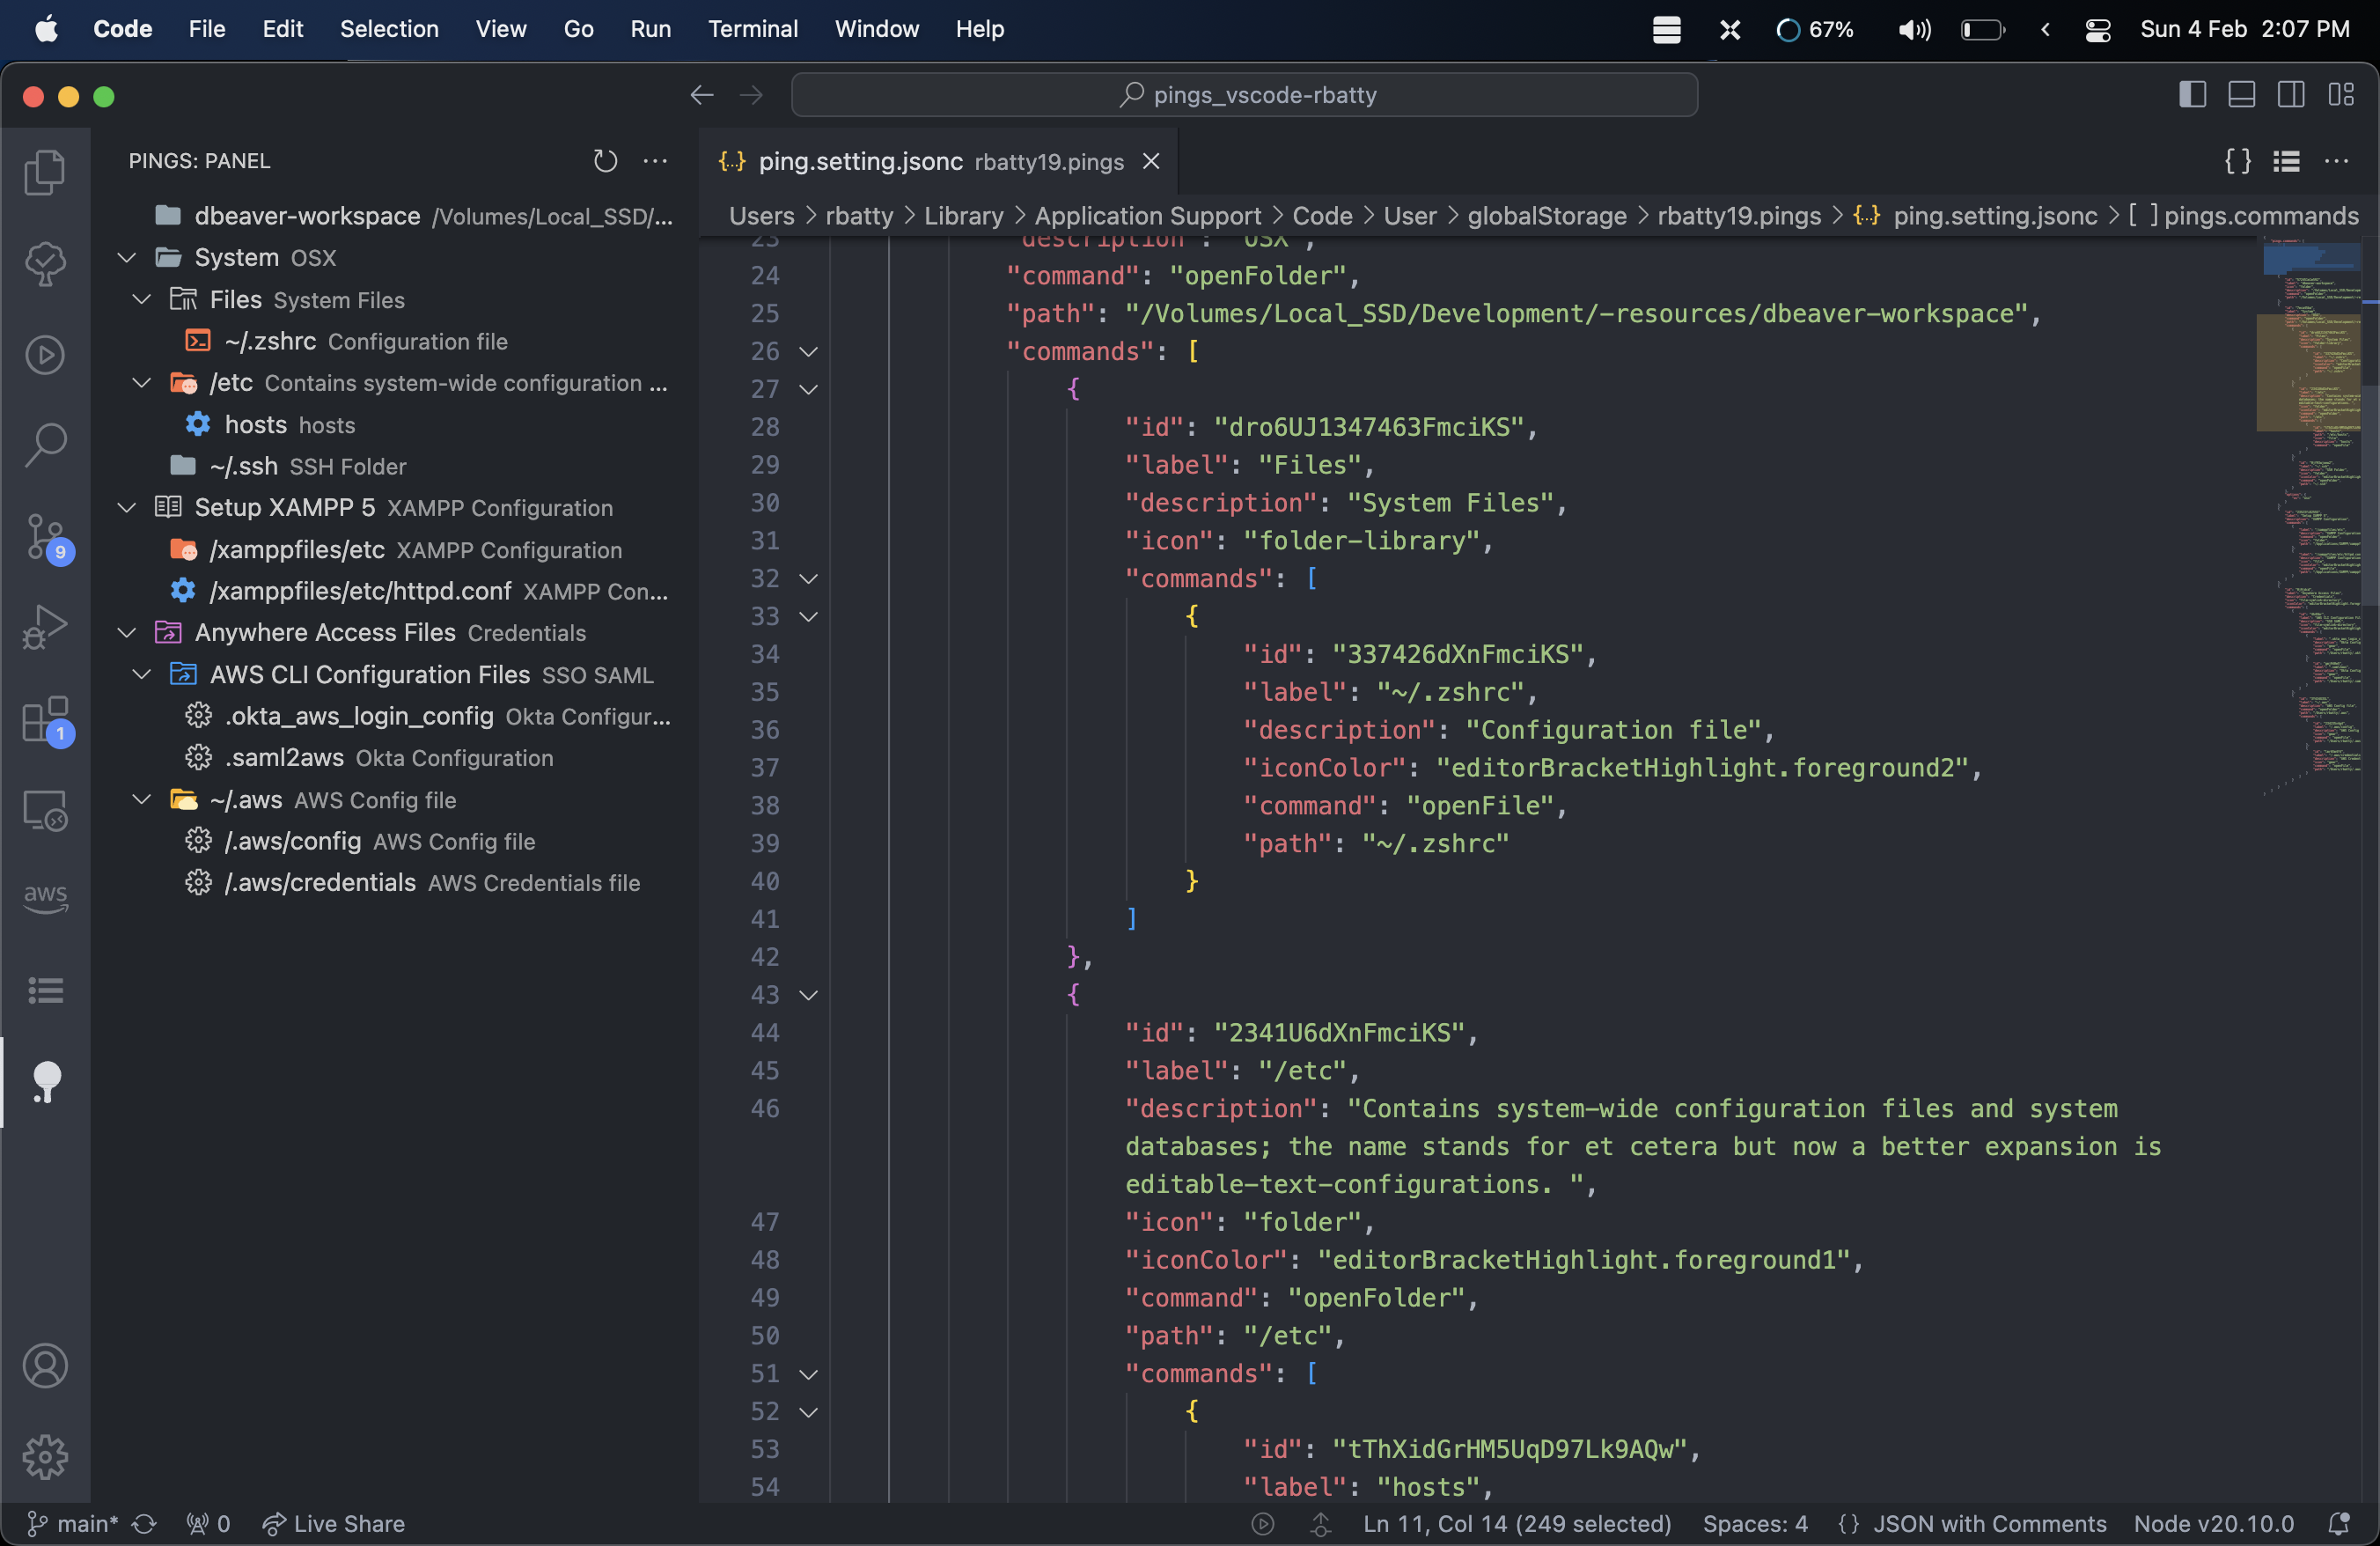 Code File Edit Selection View Go Run Terminal Window Help 67% Sun 4 Feb 2:07 PM
pings_vscode-rbatty
PINGS: PANEL
dbeaver-workspace /Volumes/Local_SSD/...
System OSX
Files System Files
~/.zshrc Configuration file
/etc Contains system-wide configuration ...
hosts hosts
~/.ssh SSH Folder
Setup XAMPP 5 XAMPP Configuration
/xamppfiles/etc XAMPP Configuration
/xamppfiles/etc/httpd.conf XAMPP Con...
Anywhere Access Files Credentials
AWS CLI Configuration Files SSO SAML
.okta_aws_login_config Okta Configur...
.saml2aws Okta Configuration
~/.aws AWS Config file
/.aws/config AWS Config file
/.aws/credentials AWS Credentials file
9
1
aws
{..} ping.setting.jsonc rbatty19.pings
Users > rbatty > Library > Application Support > Code > User > globalStorage > rbatty19.pings > {..} ping.setting.jsonc > [ ] pings.commands
23 "description": "OSX",
24 "command": "openFolder",
25 "path": "/Volumes/Local_SSD/Development/-resources/dbeaver-workspace",
26 "commands": [
27 {
28 "id": "dro6UJ1347463FmciKS",
29 "label": "Files",
30 "description": "System Files",
31 "icon": "folder-library",
32 "commands": [
33 {
34 "id": "337426dXnFmciKS",
35 "label": "~/.zshrc",
36 "description": "Configuration file",
37 "iconColor": "editorBracketHighlight.foreground2",
38 "command": "openFile",
39 "path": "~/.zshrc"
40 }
41 ]
42 },
43 {
44 "id": "2341U6dXnFmciKS",
45 "label": "/etc",
46 "description": "Contains system-wide configuration files and system
databases; the name stands for et cetera but now a better expansion is
editable-text-configurations. ",
47 "icon": "folder",
48 "iconColor": "editorBracketHighlight.foreground1",
49 "command": "openFolder",
50 "path": "/etc",
51 "commands": [
52 {
53 "id": "tThXidGrHM5UqD97Lk9AQw",
54 "label": "hosts",
main* 0 Live Share Ln 11, Col 14 (249 selected) Spaces: 4 {} JSON with Comments Node v20.10.0